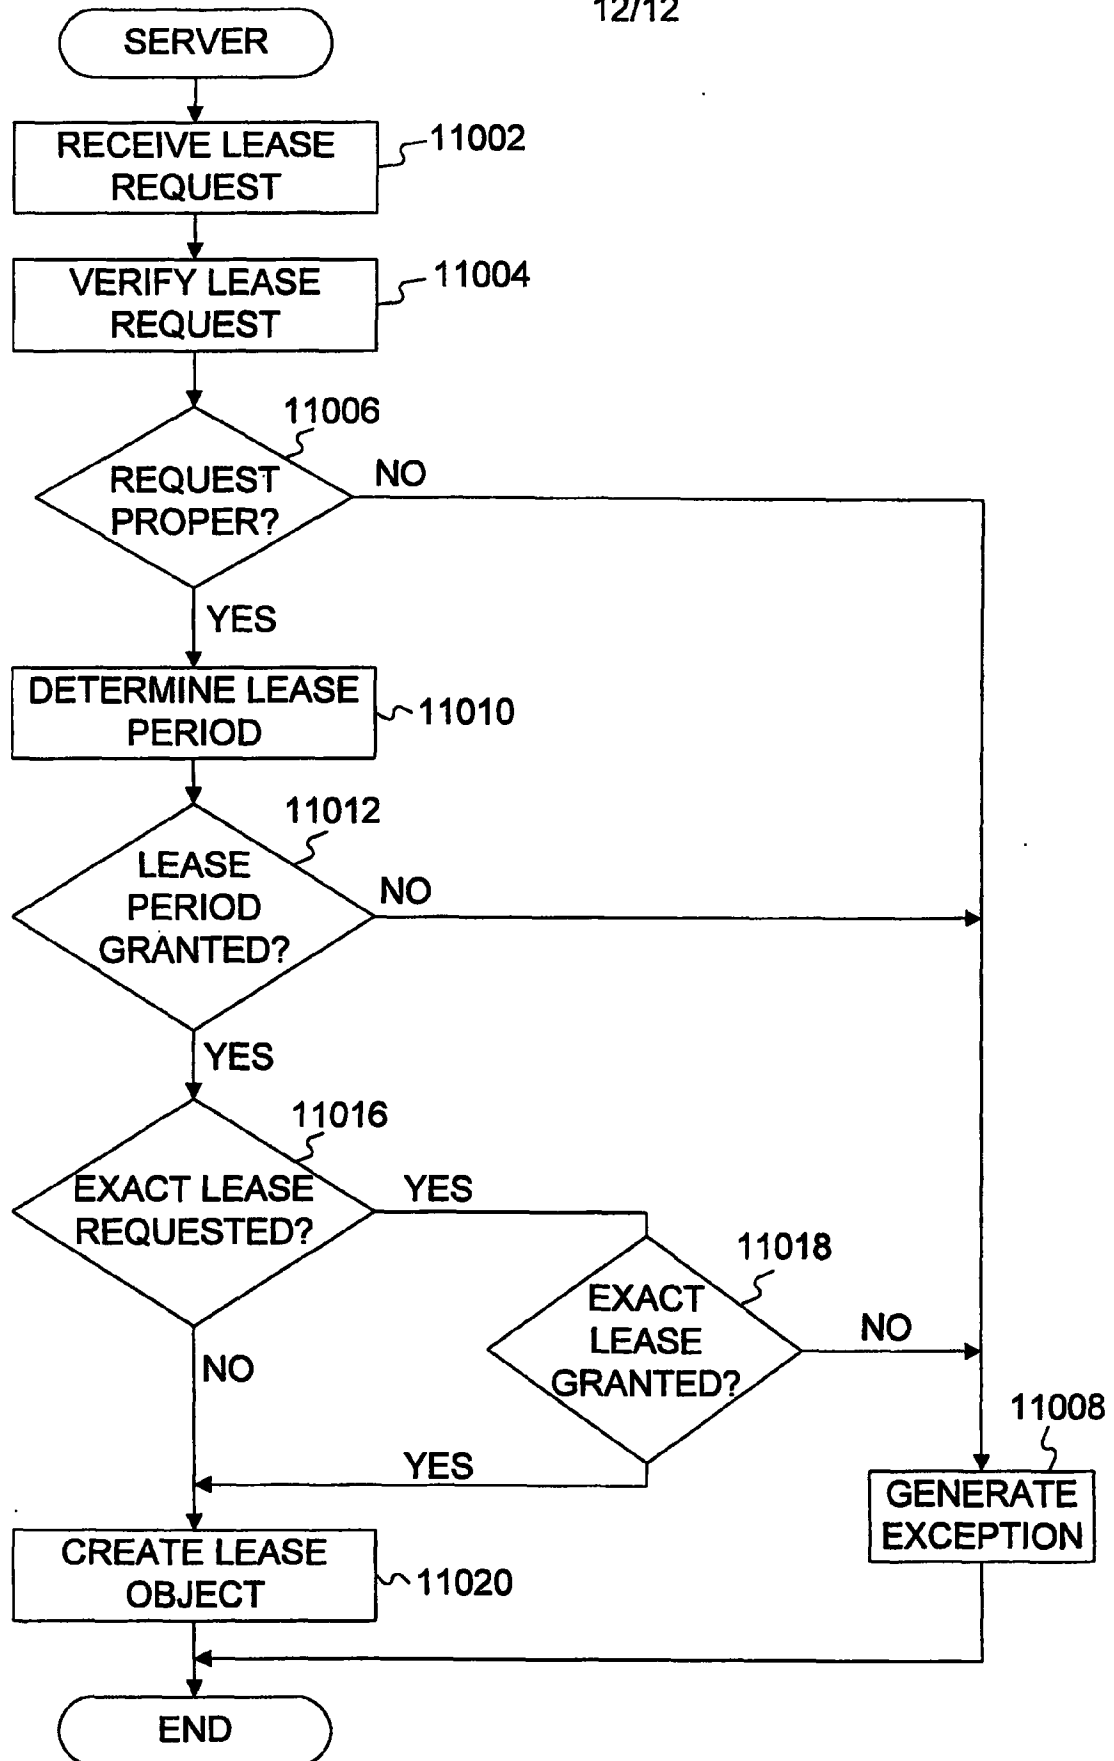 12/12
SERVER
RECEIVE LEASE
REQUEST
11002
VERIFY LEASE
REQUEST
11004
11006
REQUEST
PROPER?
NO
YES
DETERMINE LEASE
PERIOD
11010
11012
LEASE
PERIOD
GRANTED?
NO
YES
11016
EXACT LEASE
REQUESTED?
YES
11018
EXACT
LEASE
GRANTED?
NO
NO
YES
11008
GENERATE
EXCEPTION
CREATE LEASE
OBJECT
11020
END